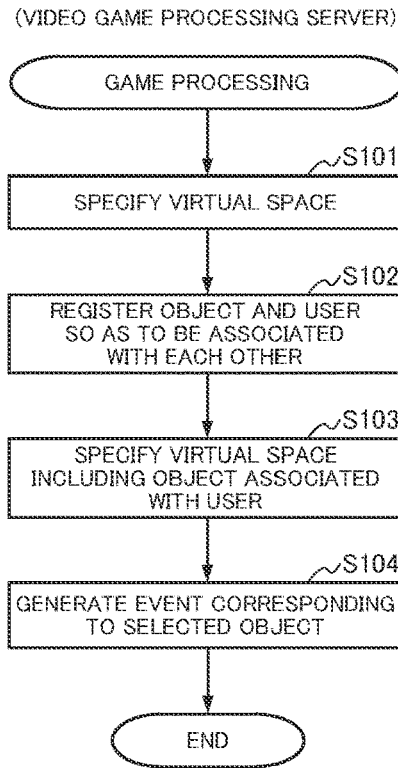 (VIDEO GAME PROCESSING SERVER)
GAME PROCESSING
S101
SPECIFY VIRTUAL SPACE
S102
REGISTER OBJECT AND USER
SO AS TO BE ASSOCIATED
WITH EACH OTHER
S103
SPECIFY VIRTUAL SPACE
INCLUDING OBJECT ASSOCIATED
WITH USER
S104
GENERATE EVENT CORRESPONDING
TO SELECTED OBJECT
END